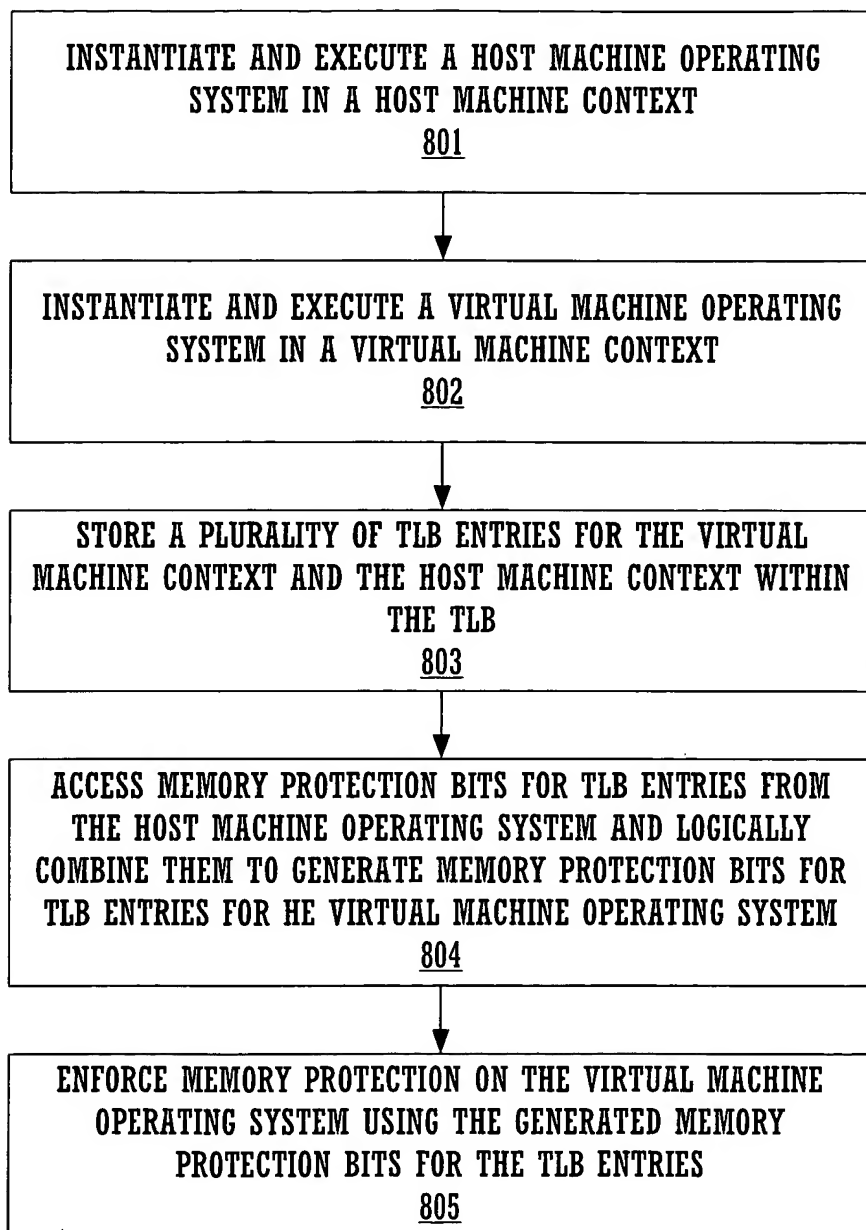 INSTANTIATE AND EXECUTE A HOST MACHINE OPERATING
SYSTEM IN A HOST MACHINE CONTEXT
801
INSTANTIATE AND EXECUTE A VIRTUAL MACHINE OPERATING
SYSTEM IN A VIRTUAL MACHINE CONTEXT
802
STORE A PLURALITY OF TLB ENTRIES FOR THE VIRTUAL
MACHINE CONTEXT AND THE HOST MACHINE CONTEXT WITHIN
THE TLB
803
ACCESS MEMORY PROTECTION BITS FOR TLB ENTRIES FROM
THE HOST MACHINE OPERATING SYSTEM AND LOGICALLY
COMBINE THEM TO GENERATE MEMORY PROTECTION BITS FOR
TLB ENTRIES FOR HE VIRTUAL MACHINE OPERATING SYSTEM
804
ENFORCE MEMORY PROTECTION ON THE VIRTUAL MACHINE
OPERATING SYSTEM USING THE GENERATED MEMORY
PROTECTION BITS FOR THE TLB ENTRIES
805